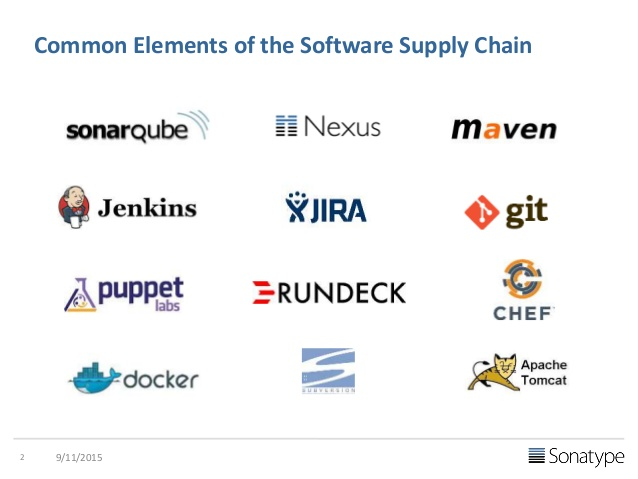 Common Elements of the Software Supply Chain
sonarqube
Nexus
maven
Jenkins
JIRA
git
puppet
labs
RUNDECK
CHEF
docker
SUBVERSION
Apache
Tomcat
2
9/11/2015
Sonatype